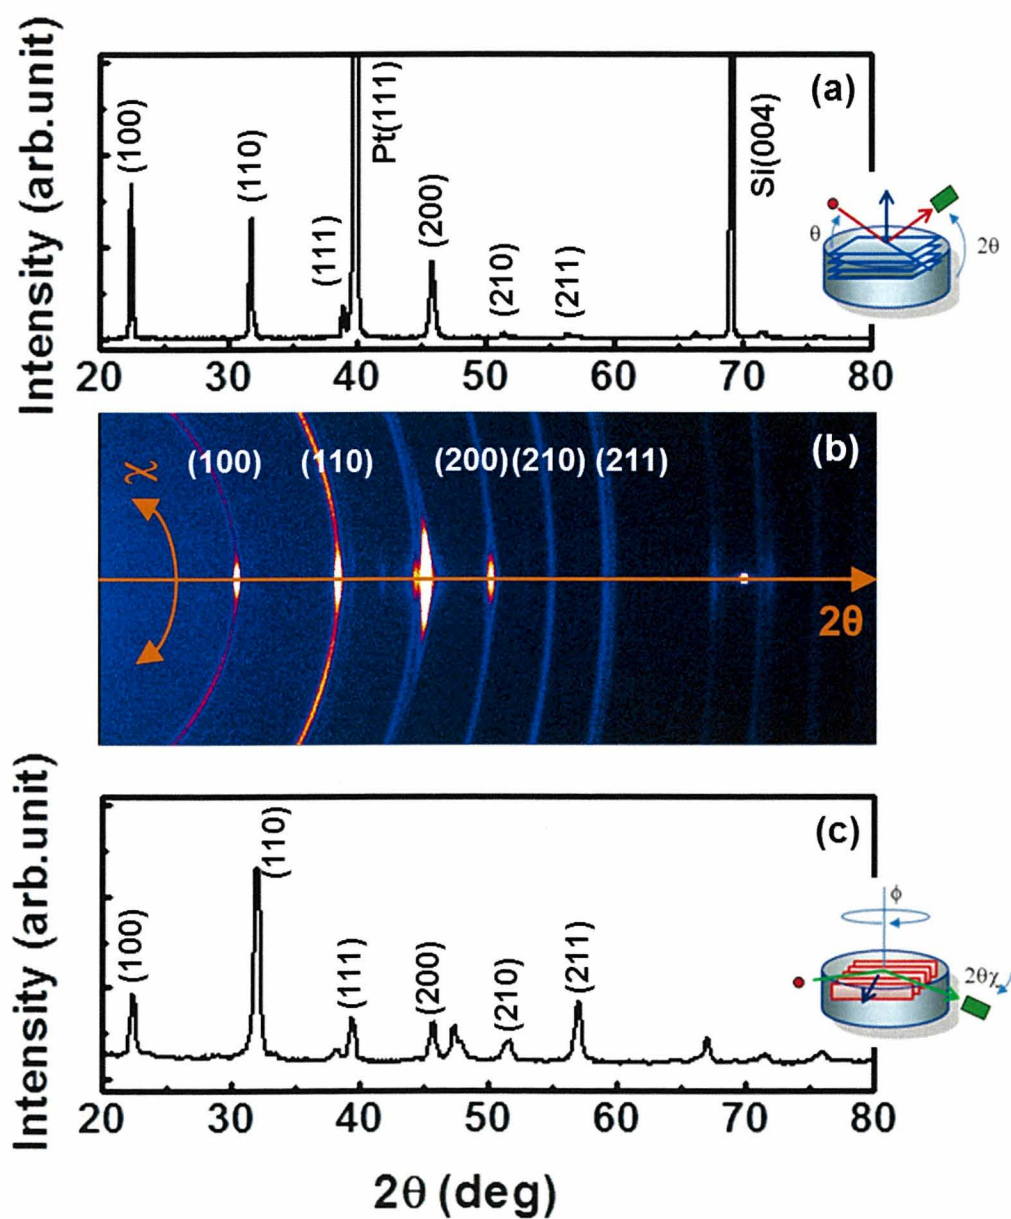 Intensity (arb.unit)
(100)
(110)
(111)
Pt(111)
(200)
(210)
(211)
Si(004)
(a)
θ
2θ
20 30 40 50 60 70 80
χ
(100) (110) (200) (210) (211)
(b)
2θ
Intensity (arb.unit)
(100)
(110)
(111)
(200)
(210)
(211)
(c)
ϕ
2θχ
20 30 40 50 60 70 80
2θ (deg)